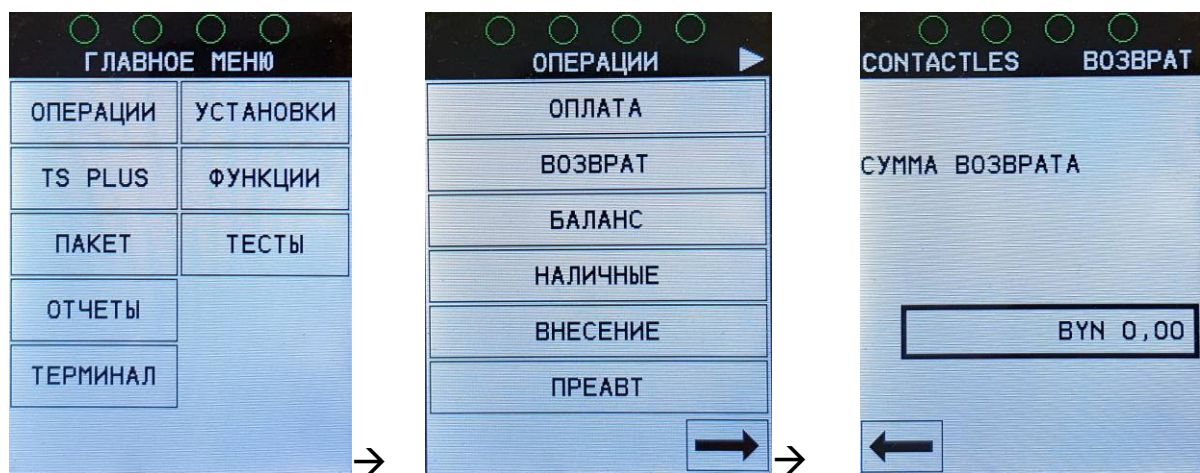 ГЛАВНОЕ МЕНЮ
ОПЕРАЦИИ УСТАНОВКИ
TS PLUS ФУНКЦИИ
ПАКЕТ ТЕСТЫ
ОТЧЕТЫ
ТЕРМИНАЛ
→
ОПЕРАЦИИ
ОПЛАТА
ВОЗВРАТ
БАЛАНС
НАЛИЧНЫЕ
ВНЕСЕНИЕ
ПРЕАВТ
→
CONTACTLES ВОЗВРАТ
СУММА ВОЗВРАТА
BYN 0,00